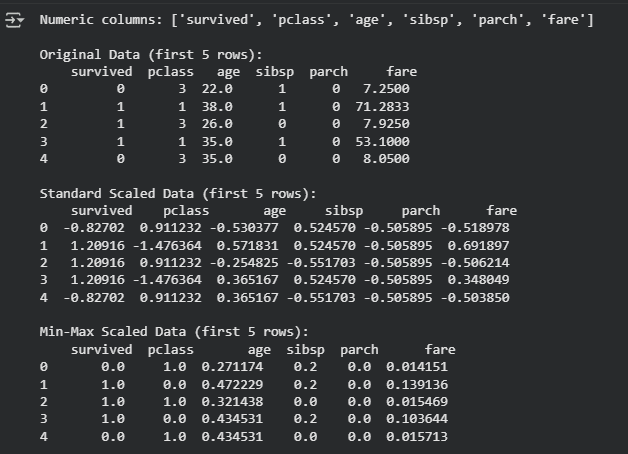 Numeric columns: ['survived', 'pclass', 'age', 'sibsp', 'parch', 'fare']
Original Data (first 5 rows):
survived pclass age sibsp parch fare
0 0 3 22.0 1 0 7.2500
1 1 1 38.0 1 0 71.2833
2 1 3 26.0 0 0 7.9250
3 1 1 35.0 1 0 53.1000
4 0 3 35.0 0 0 8.0500
Standard Scaled Data (first 5 rows):
survived pclass age sibsp parch fare
0 -0.82702 0.911232 -0.530377 0.524570 -0.505895 -0.518978
1 1.20916 -1.476364 0.571831 0.524570 -0.505895 0.691897
2 1.20916 0.911232 -0.254825 -0.551703 -0.505895 -0.506214
3 1.20916 -1.476364 0.365167 0.524570 -0.505895 0.348049
4 -0.82702 0.911232 0.365167 -0.551703 -0.505895 -0.503850
Min-Max Scaled Data (first 5 rows):
survived pclass age sibsp parch fare
0 0.0 1.0 0.271174 0.2 0.0 0.014151
1 1.0 0.0 0.472229 0.2 0.0 0.139136
2 1.0 1.0 0.321438 0.0 0.0 0.015469
3 1.0 0.0 0.434531 0.2 0.0 0.103644
4 0.0 1.0 0.434531 0.0 0.0 0.015713